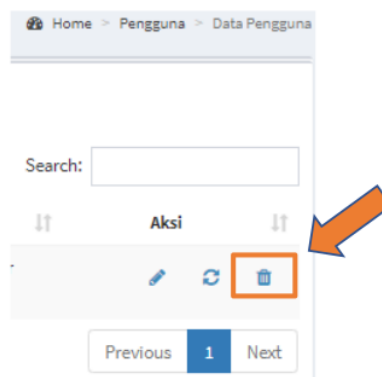 Home > Pengguna > Data Pengguna
Search:
Aksi
Previous 1 Next